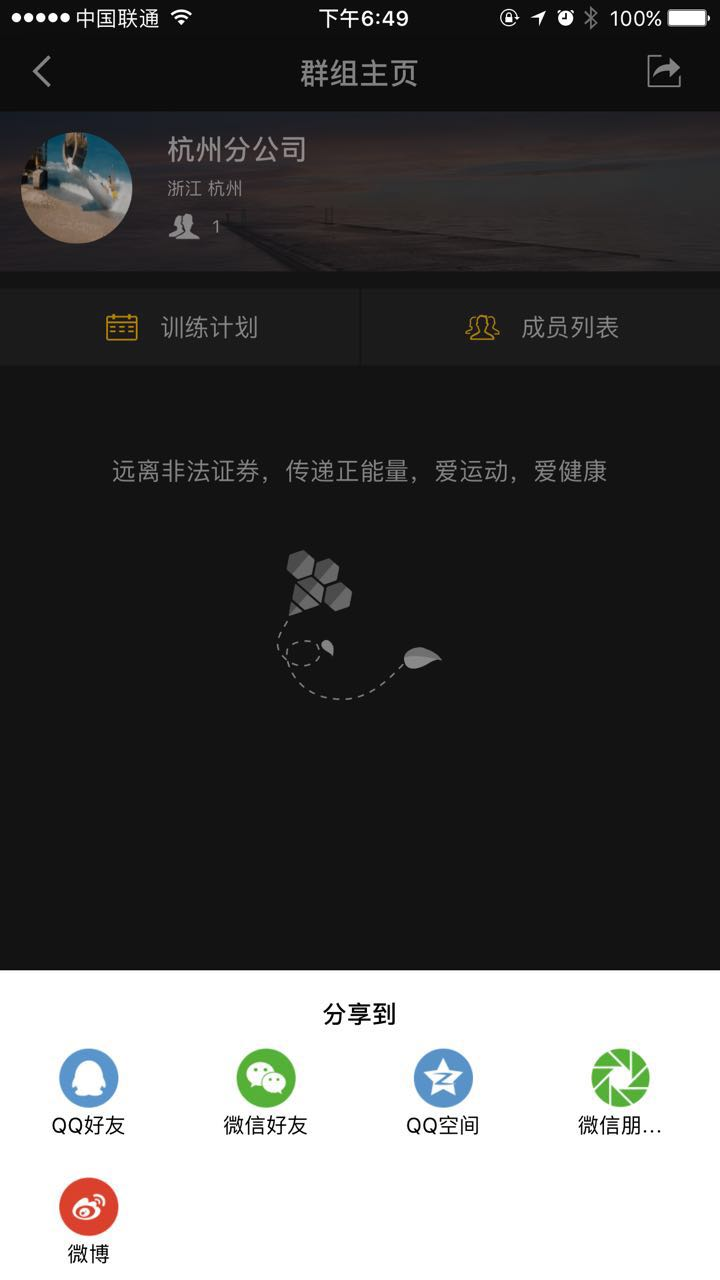 中国联通
下午6:49
100%
群组主页
杭州分公司
浙江 杭州
1
训练计划
成员列表
远离非法证券，传递正能量，爱运动，爱健康
分享到
QQ好友
微信好友
QQ空间
微信朋...
微博